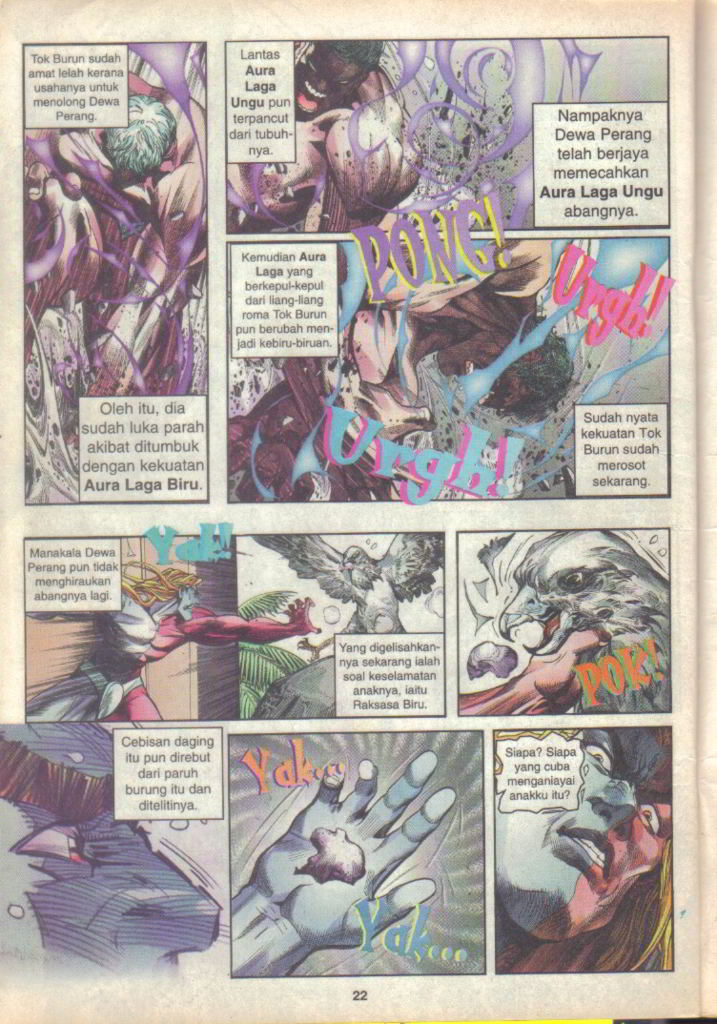 Tok Burun sudah
amat lelah kerana
usahanya untuk
menolong Dewa
Perang.
Oleh itu, dia
sudah luka parah
akibat ditumbuk
dengan kekuatan
Aura Laga Biru.
Lantas
Aura
Laga
Ungu pun
terpancut
dari tubuh-
nya.
Nampaknya
Dewa Perang
telah berjaya
memecahkan
Aura Laga Ungu
abangnya.
PONG!
Kemudian Aura
Laga yang
berkepul-kepul
dari liang-liang
roma Tok Burun
pun berubah men-
jadi kebiru-biruan.
Urgh!
Urgh!
Sudah nyata
kekuatan Tok
Burun sudah
merosot
sekarang.
Manakala Dewa
Perang pun tidak
menghiraukan
abangnya lagi.
Yak!!
Yang digelisahkan-
nya sekarang ialah
soal keselamatan
anaknya, iaitu
Raksasa Biru.
POK!
Cebisan daging
itu pun direbut
dari paruh
burung itu dan
ditelitinya.
Yak...
Yak...
Siapa? Siapa
yang cuba
menganiayai
anakku itu?
22